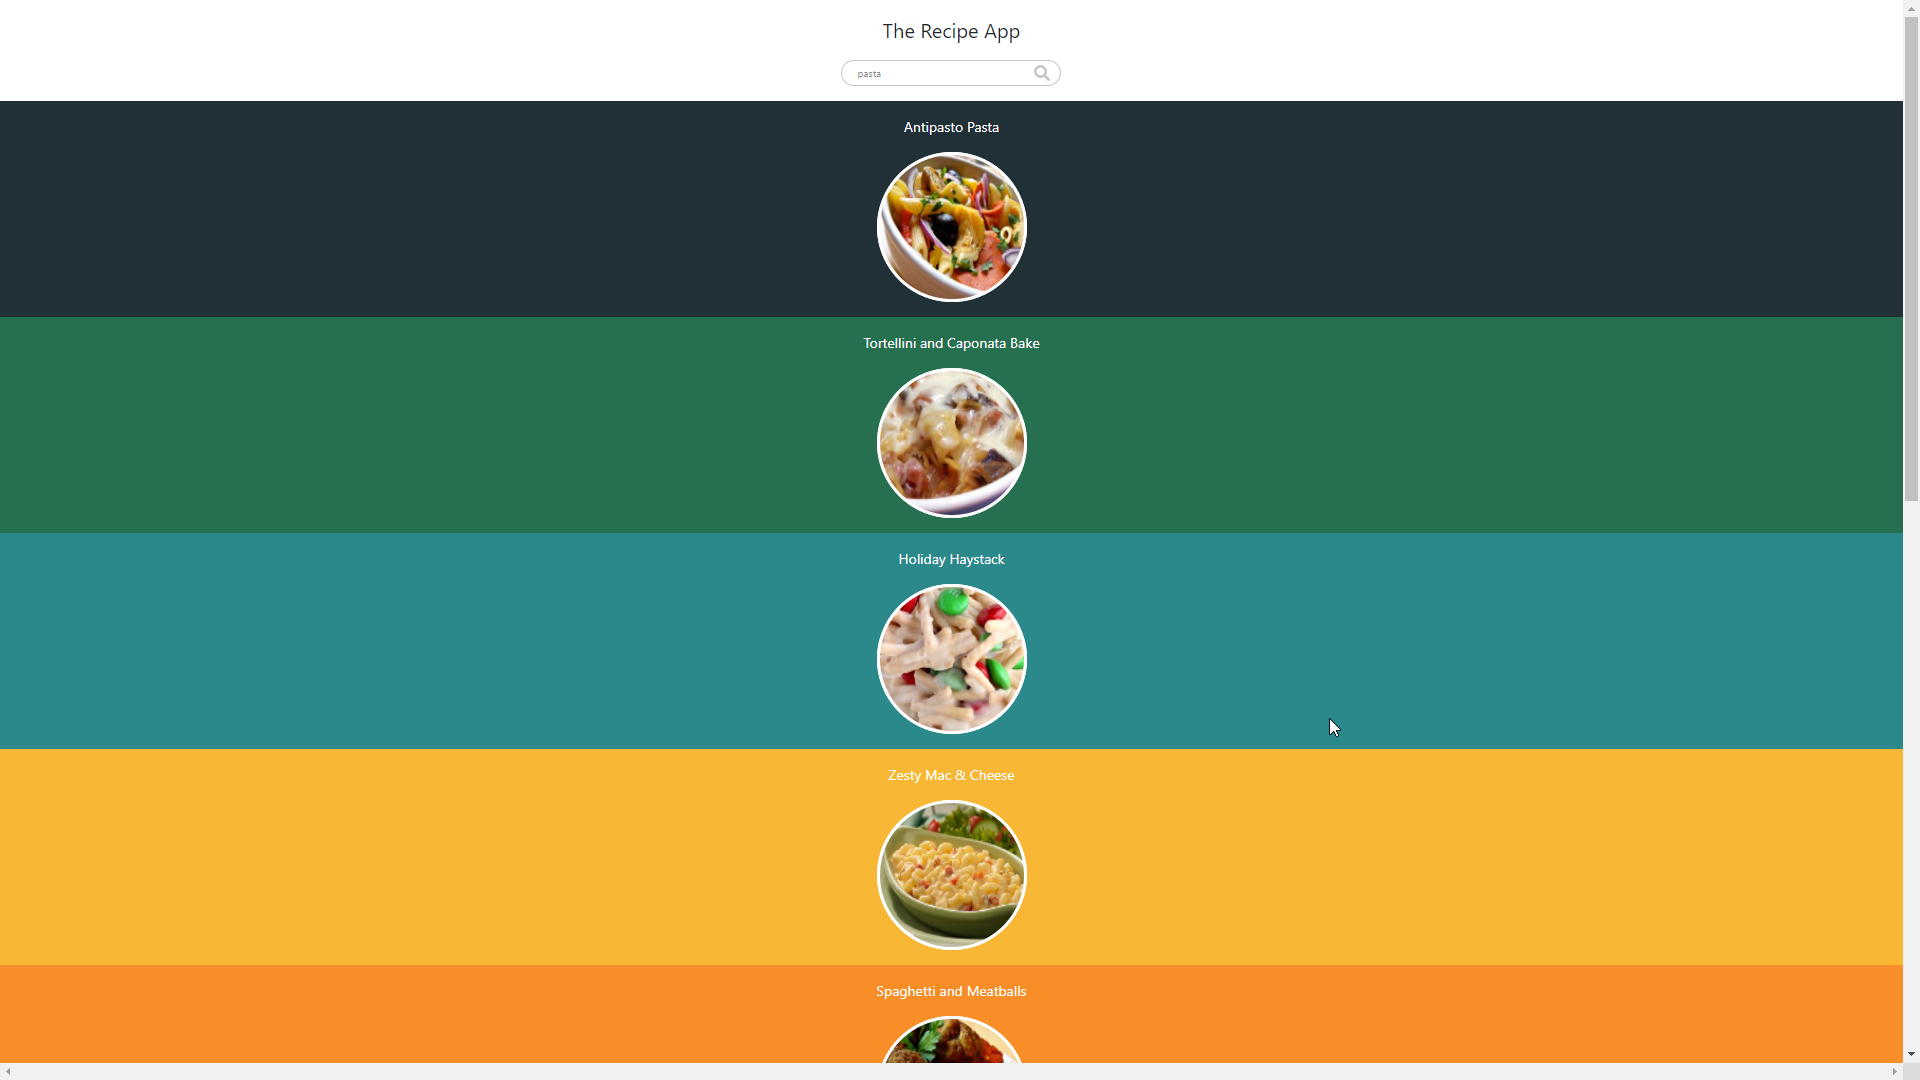 The Recipe App
pasta
Antipasto Pasta
Tortellini and Caponata Bake
Holiday Haystack
Zesty Mac & Cheese
Spaghetti and Meatballs